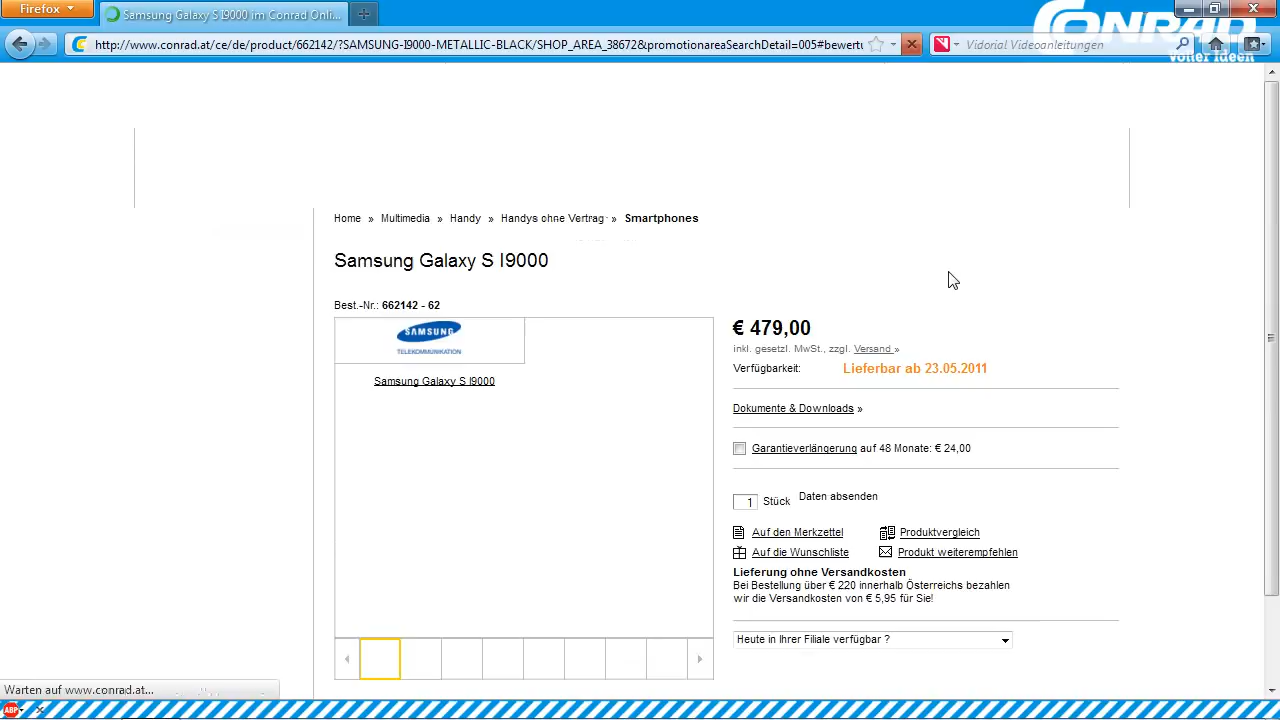 Firefox
Samsung Galaxy S I9000 im Conrad Onli...
CONRAD
Voller Ideen
http://www.conrad.at/ce/de/product/662142/?SAMSUNG-I9000-METALLIC-BLACK/SHOP_AREA_38672&promotionareaSearchDetail=005#bewertu
Vidorial Videoanleitungen
Home » Multimedia » Handy » Handys ohne Vertrag » Smartphones
Samsung Galaxy S I9000
Best.-Nr.: 662142 - 62
SAMSUNG
TELEKOMMUNIKATION
Samsung Galaxy S I9000
€ 479,00
inkl. gesetzl. MwSt., zzgl. Versand »
Verfügbarkeit: Lieferbar ab 23.05.2011
Dokumente & Downloads »
Garantieverlängerung auf 48 Monate: € 24,00
1 Stück Daten absenden
Auf den Merkzettel Produktvergleich
Auf die Wunschliste Produkt weiterempfehlen
Lieferung ohne Versandkosten
Bei Bestellung über € 220 innerhalb Österreichs bezahlen
wir die Versandkosten von € 5,95 für Sie!
Heute in Ihrer Filiale verfügbar ?
Warten auf www.conrad.at...
ABP